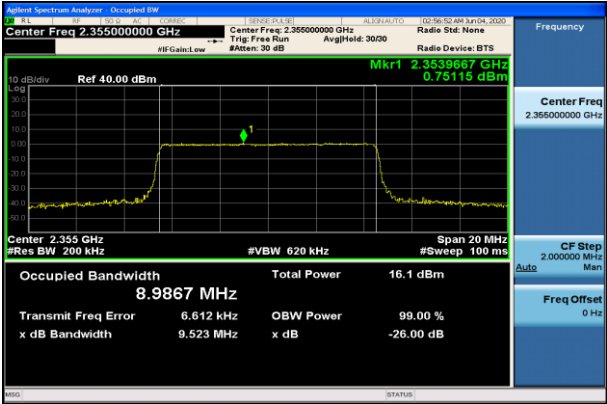 Agilent Spectrum Analyzer - Occupied BW
RL RF 50 Ω AC CORREC SENSE:PULSE ALIGNAUTO 02:56:52 AM Jun 04, 2020
Center Freq 2.355000000 GHz Center Freq: 2.355000000 GHz Radio Std: None Frequency
Trig: Free Run Avg|Hold: 30/30
#IFGain:Low #Atten: 30 dB Radio Device: BTS
Mkr1 2.3539667 GHz
10 dB/div Ref 40.00 dBm 0.75115 dBm
Log
30.0
20.0
10.0
0.00
-10.0
-20.0
-30.0
-40.0
-50.0
1
Center Freq
2.355000000 GHz
Center 2.355 GHz Span 20 MHz
#Res BW 200 kHz #VBW 620 kHz #Sweep 100 ms
CF Step
2.000000 MHz
Auto Man
Occupied Bandwidth Total Power 16.1 dBm
8.9867 MHz
Freq Offset
0 Hz
Transmit Freq Error 6.612 kHz OBW Power 99.00 %
x dB Bandwidth 9.523 MHz x dB -26.00 dB
MSG STATUS